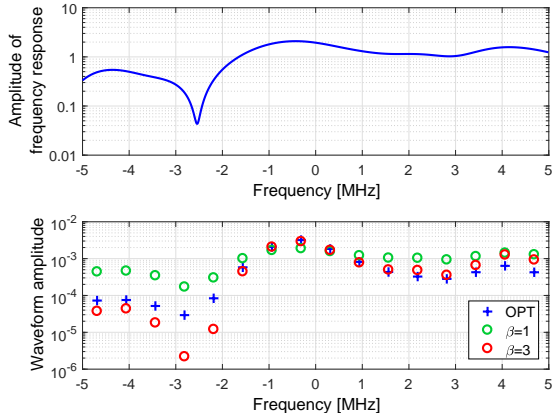 Amplitude of
frequency response
10
1
0.1
0.01
-5 -4 -3 -2 -1 0 1 2 3 4 5
Frequency [MHz]
Waveform amplitude
10^-2
10^-3
10^-4
10^-5
10^-6
OPT
β=1
β=3
-5 -4 -3 -2 -1 0 1 2 3 4 5
Frequency [MHz]